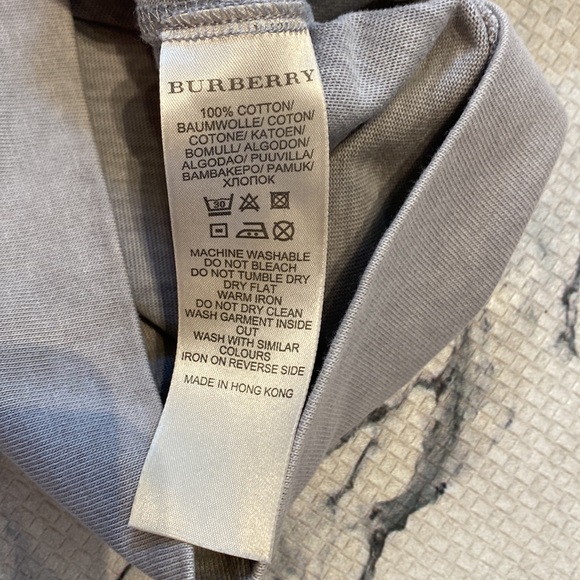 BURBERRY
100% COTTON/
BAUMWOLLE/ COTON/
COTONE/ KATOEN/
BOMULL/ ALGODON/
ALGODAO/ PUUVILLA/
BAMBAKEPO/ PAMUK/
ХЛОПОК
30
MACHINE WASHABLE
DO NOT BLEACH
DO NOT TUMBLE DRY
DRY FLAT
WARM IRON
DO NOT DRY CLEAN
WASH GARMENT INSIDE
OUT
WASH WITH SIMILAR
COLOURS
IRON ON REVERSE SIDE
MADE IN HONG KONG